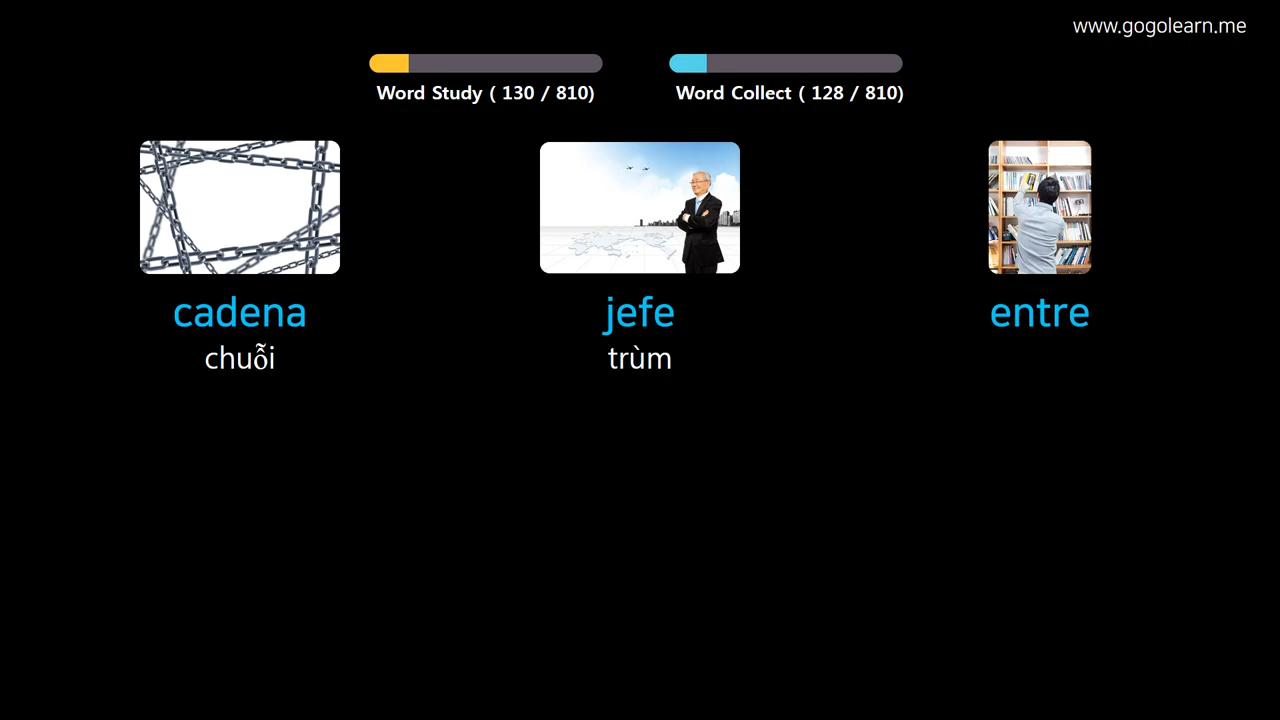 www.gogolearn.me
Word Study ( 130 / 810)
Word Collect ( 128 / 810)
cadena
jefe
entre
chuỗi
trùm